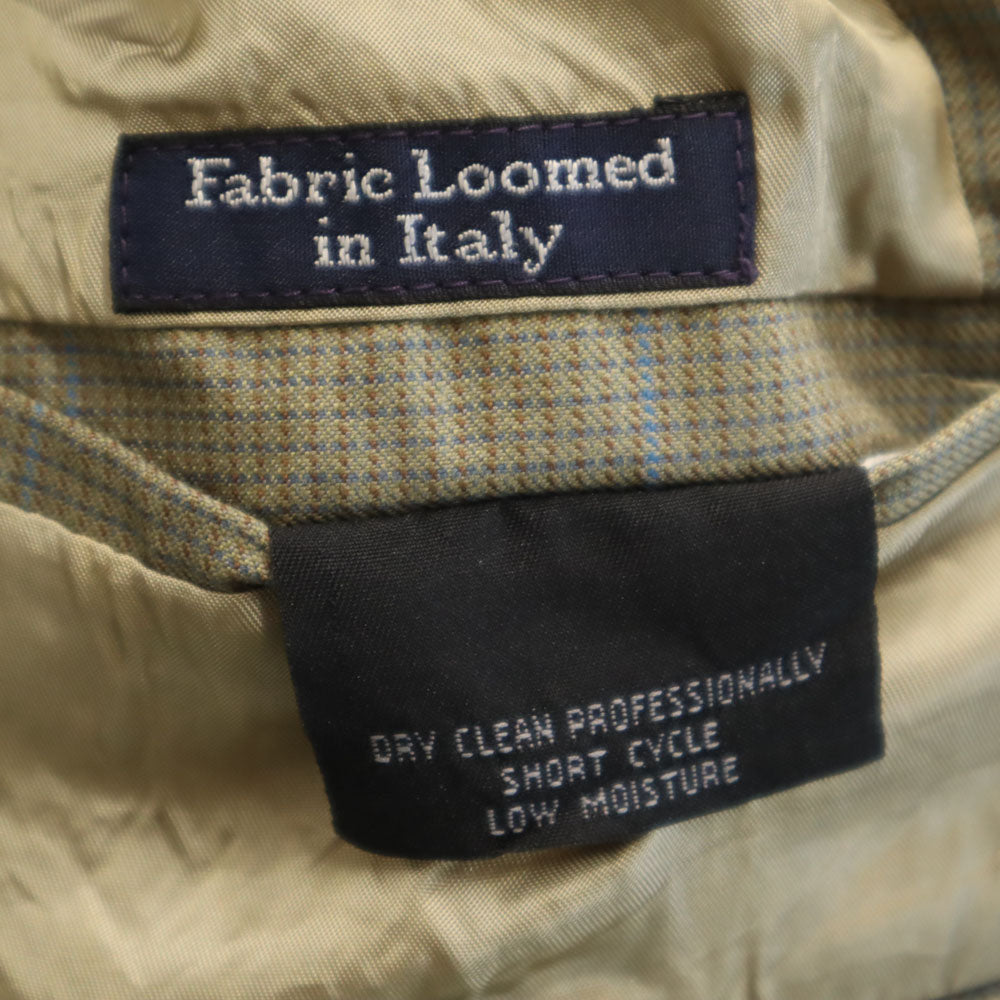 Fabric Loomed
in Italy
DRY CLEAN PROFESSIONALLY
SHORT CYCLE
LOW MOISTURE